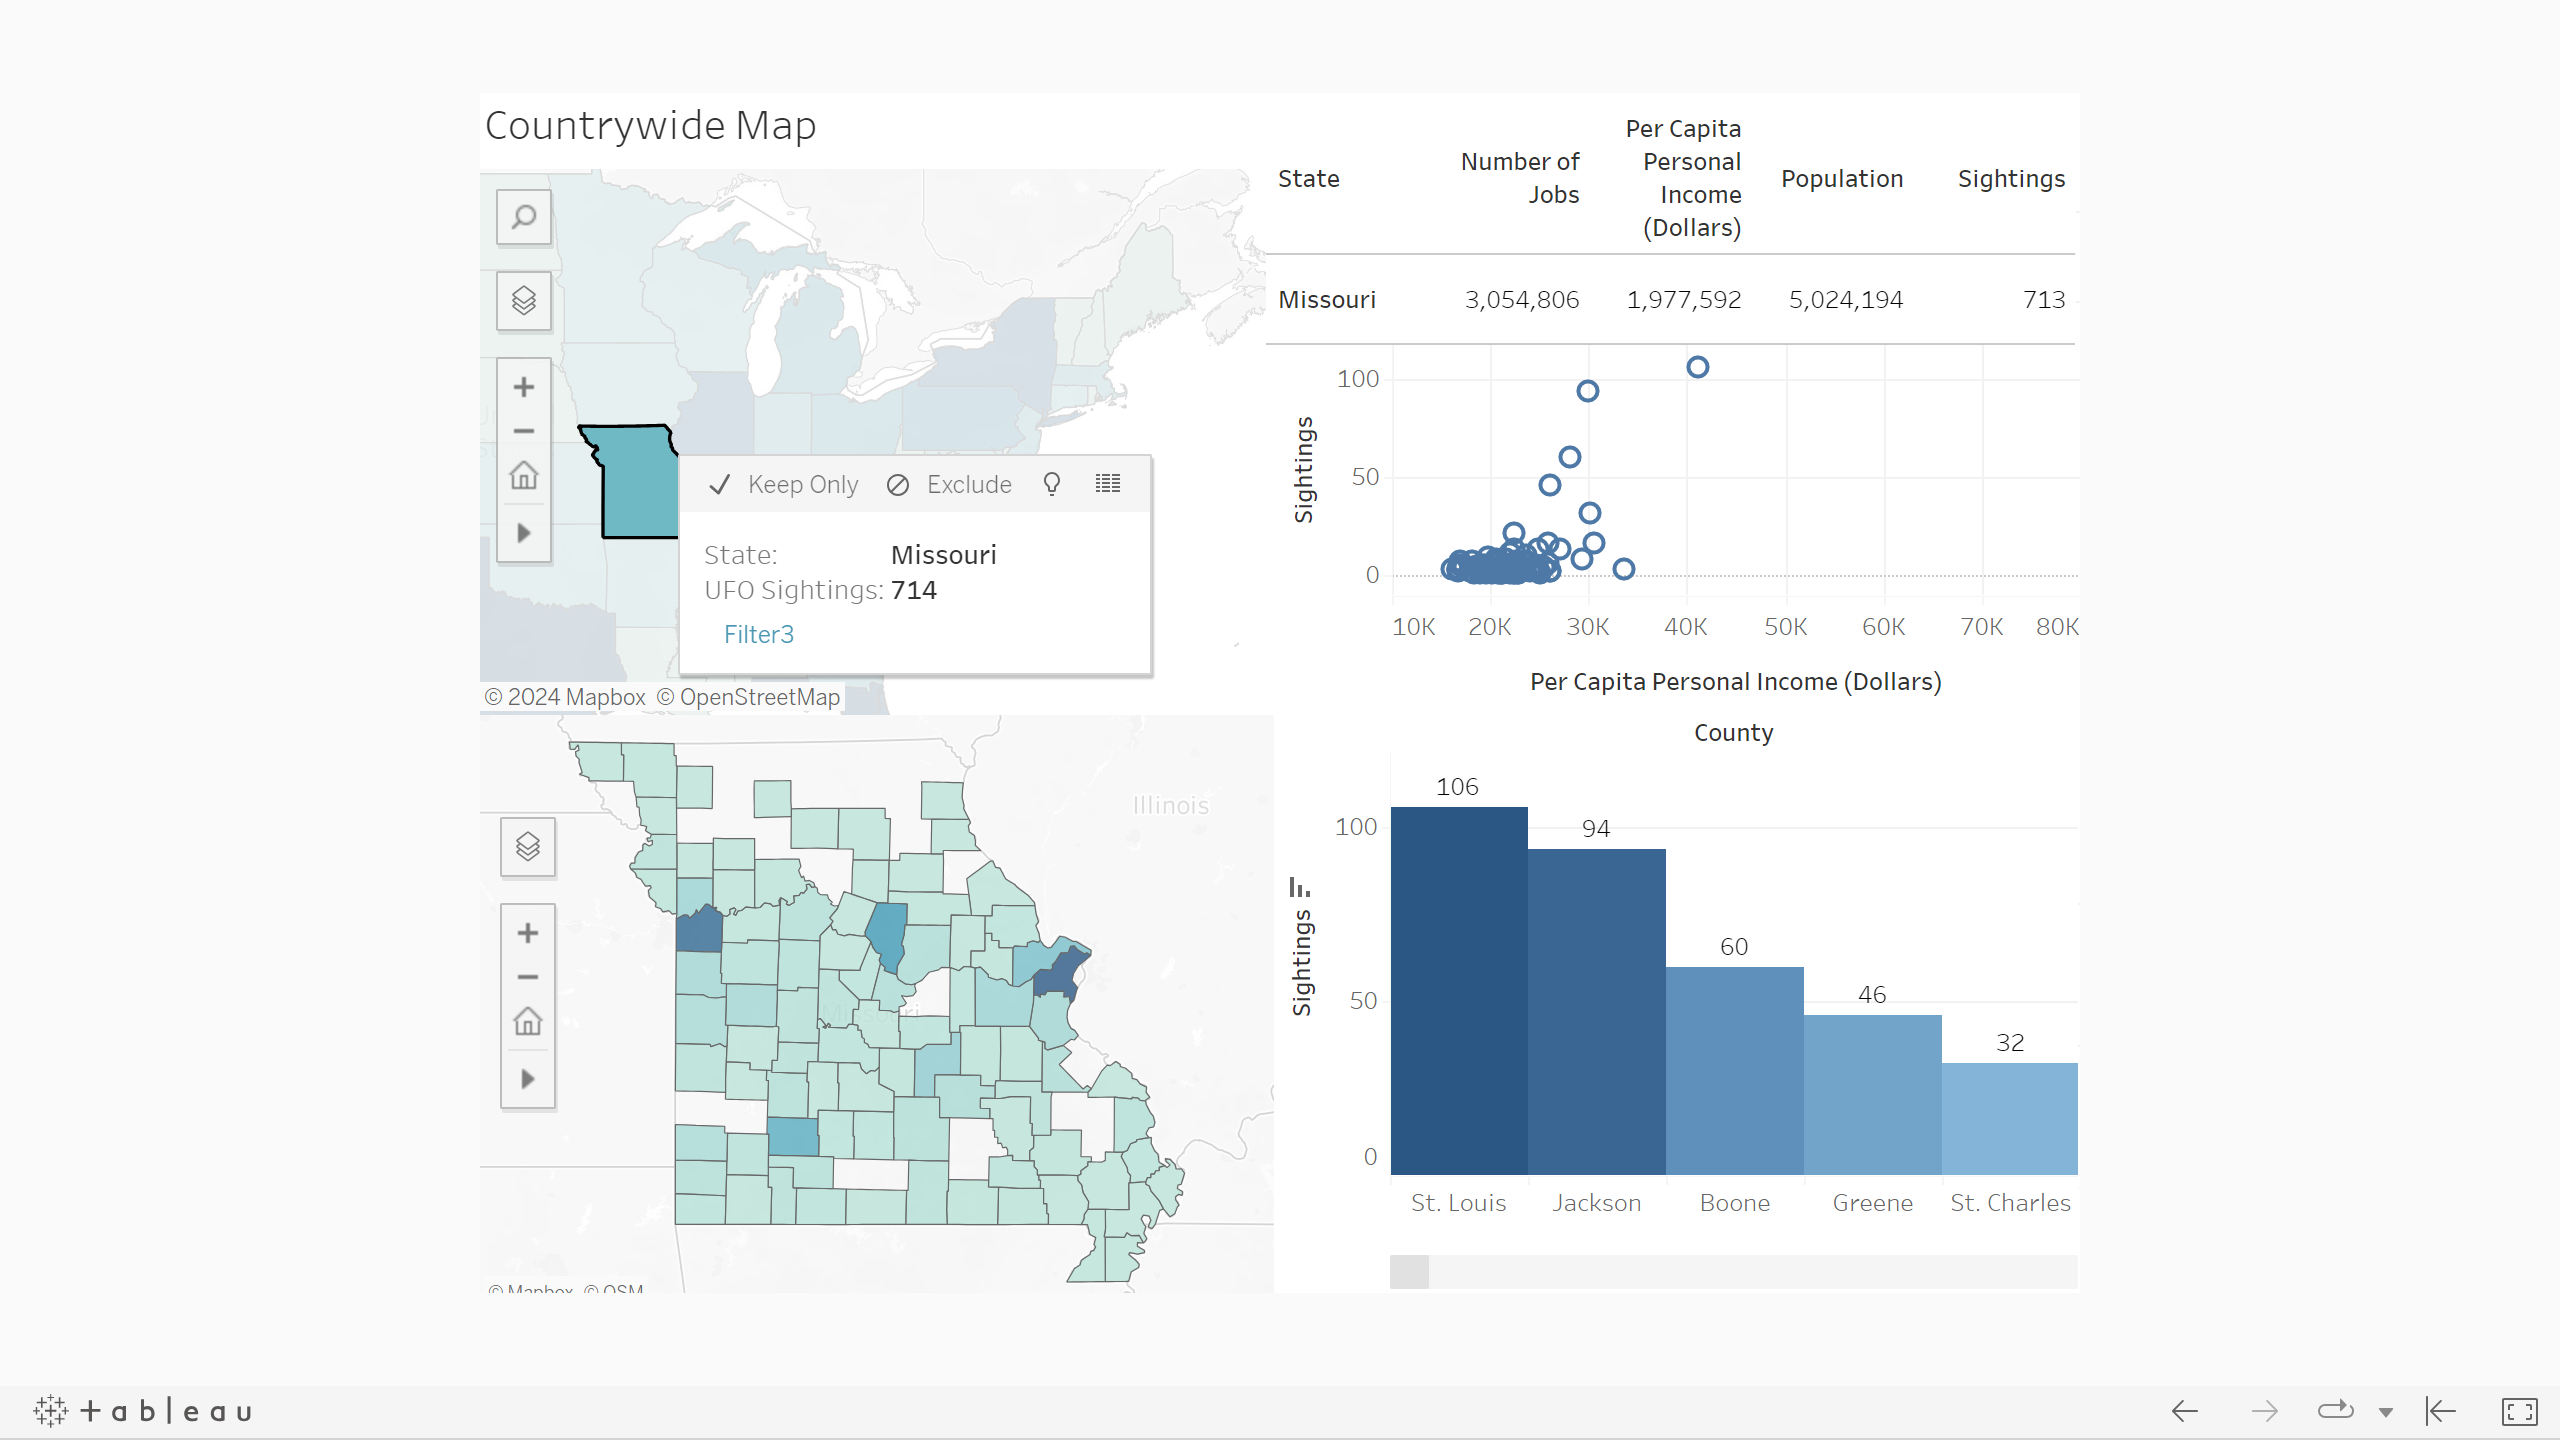 Countrywide Map
State
Number of
Jobs
Per Capita
Personal
Income
(Dollars)
Population
Sightings
Missouri
3,054,806
1,977,592
5,024,194
713
Keep Only
Exclude
State: Missouri
UFO Sightings: 714
Filter3
© 2024 Mapbox © OpenStreetMap
Sightings
100
50
0
10K
20K
30K
40K
50K
60K
70K
80K
Per Capita Personal Income (Dollars)
Illinois
Missouri
© Mapbox © OSM
County
Sightings
100
50
0
106
94
60
46
32
St. Louis
Jackson
Boone
Greene
St. Charles
+ableau